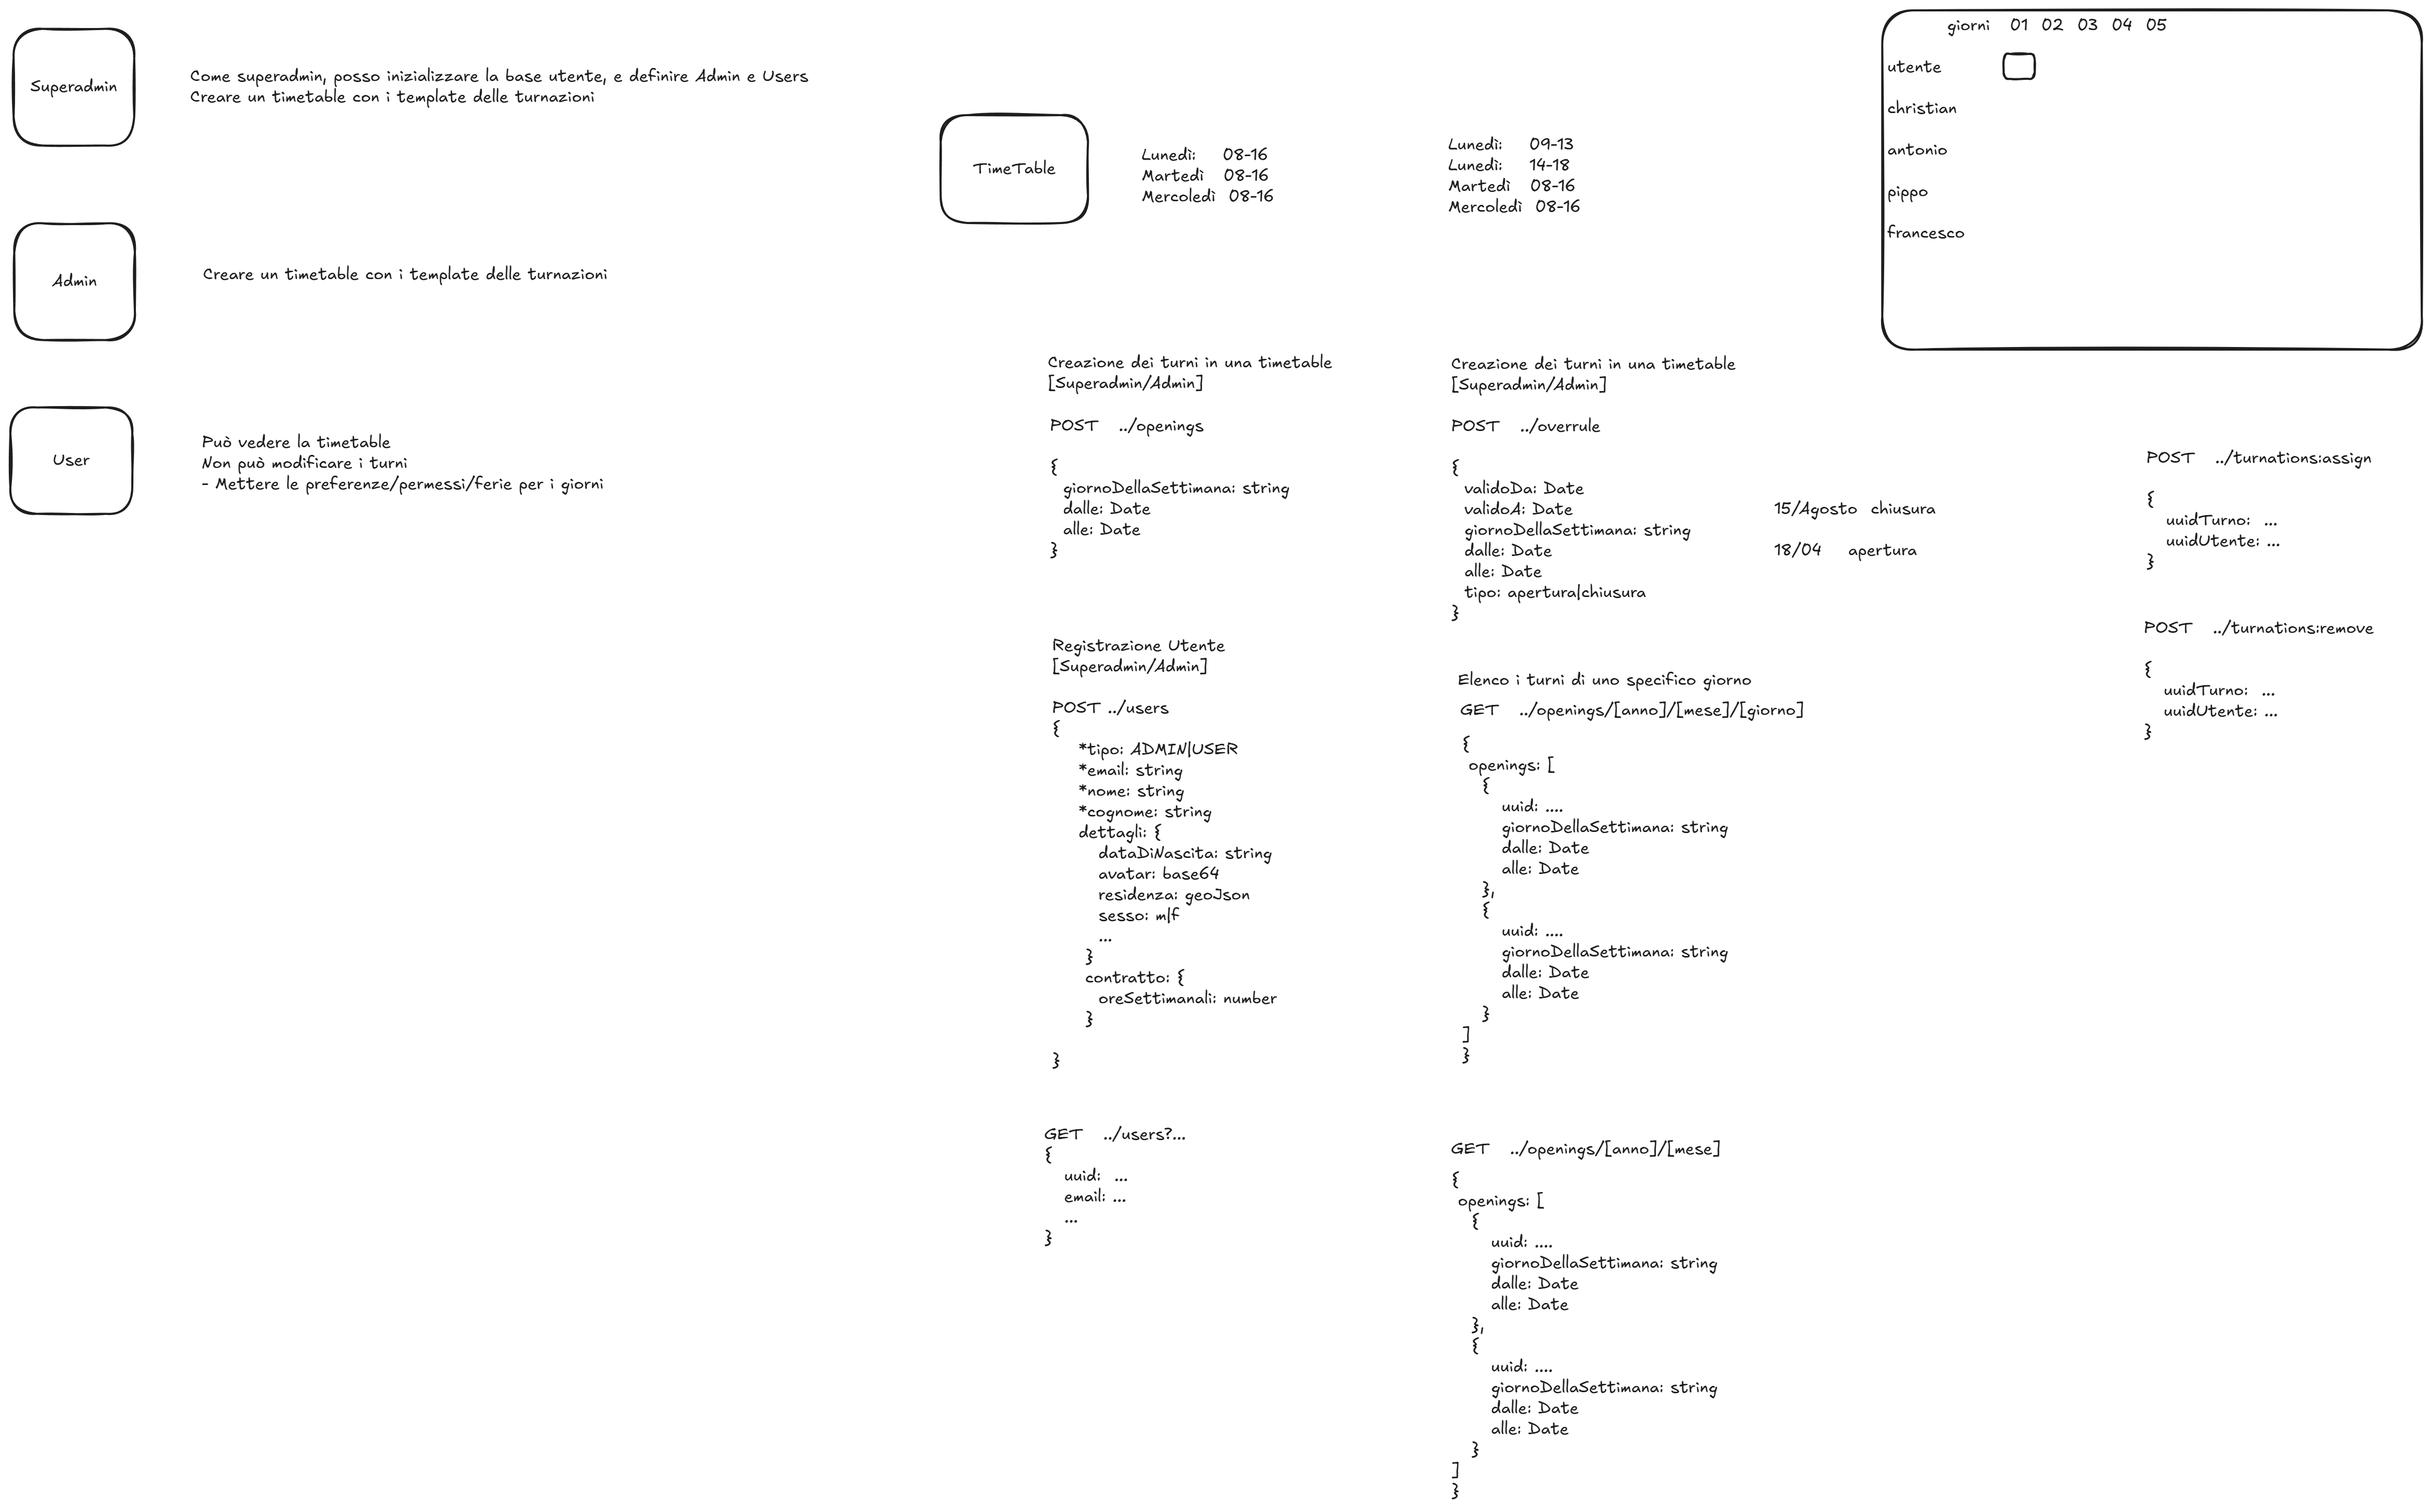 Superadmin
Come superadmin, posso inizializzare la base utente, e definire Admin e Users
Creare un timetable con i template delle turnazioni
Admin
Creare un timetable con i template delle turnazioni
User
Può vedere la timetable
Non può modificare i turni
- Mettere le preferenze/permessi/ferie per i giorni
TimeTable
Lunedì: 08-16
Martedì 08-16
Mercoledì 08-16
Lunedì: 09-13
Lunedì: 14-18
Martedì 08-16
Mercoledì 08-16
giorni 01 02 03 04 05
utente
christian
antonio
pippo
francesco
Creazione dei turni in una timetable
[Superadmin/Admin]
POST ../openings
{
giornoDellaSettimana: string
dalle: Date
alle: Date
}
Registrazione Utente
[Superadmin/Admin]
POST ../users
{
*tipo: ADMIN|USER
*email: string
*nome: string
*cognome: string
dettagli: {
dataDiNascita: string
avatar: base64
residenza: geoJson
sesso: m|f
...
}
contratto: {
oreSettimanali: number
}
}
GET ../users?...
{
uuid: ...
email: ...
...
}
Creazione dei turni in una timetable
[Superadmin/Admin]
POST ../overrule
{
validoDa: Date
validoA: Date
giornoDellaSettimana: string
dalle: Date
alle: Date
tipo: apertura|chiusura
}
15/Agosto chiusura
18/04 apertura
Elenco i turni di uno specifico giorno
GET ../openings/[anno]/[mese]/[giorno]
{
openings: [
{
uuid: ....
giornoDellaSettimana: string
dalle: Date
alle: Date
},
{
uuid: ....
giornoDellaSettimana: string
dalle: Date
alle: Date
}
]
}
GET ../openings/[anno]/[mese]
{
openings: [
{
uuid: ....
giornoDellaSettimana: string
dalle: Date
alle: Date
},
{
uuid: ....
giornoDellaSettimana: string
dalle: Date
alle: Date
}
]
}
POST ../turnations:assign
{
uuidTurno: ...
uuidUtente: ...
}
POST ../turnations:remove
{
uuidTurno: ...
uuidUtente: ...
}